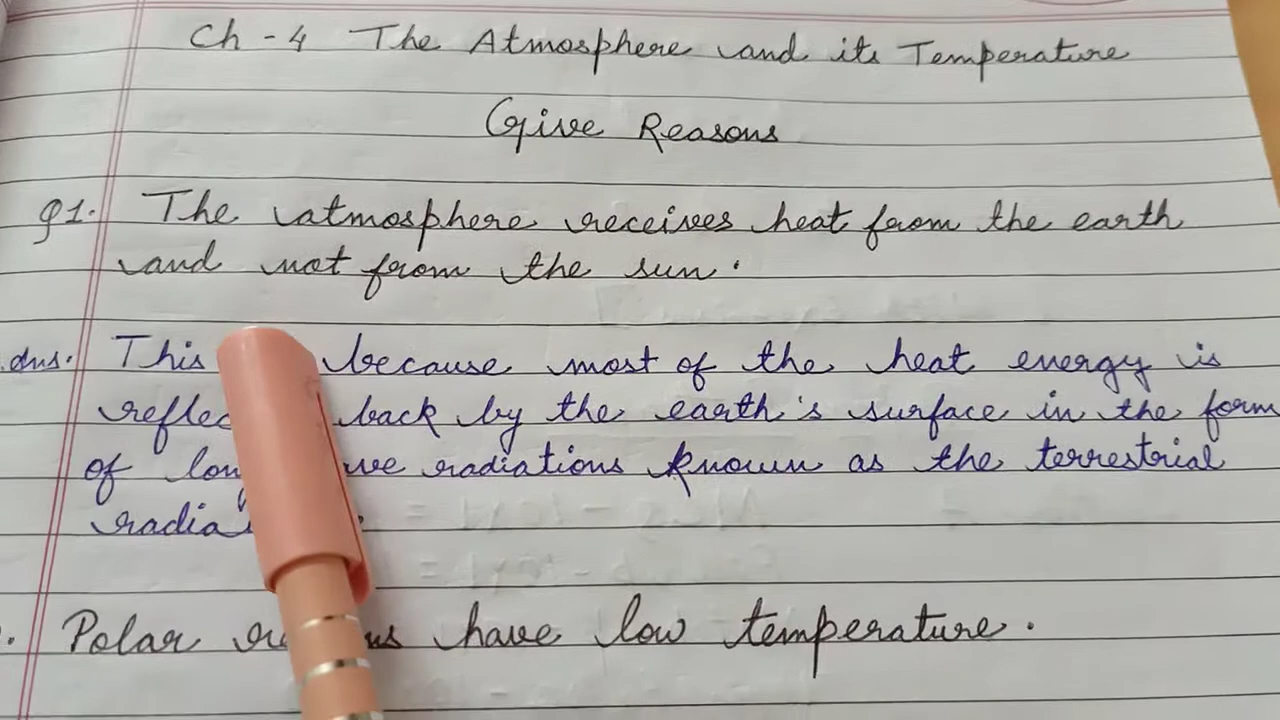 Ch - 4 The Atmosphere and its Temperature
Give Reasons
Q1. The atmosphere receives heat from the earth
and not from the sun.
Ans. This because most of the heat energy is
back by the earth's surface in the form
of radiations known as the terrestrial
Polar have low temperature.